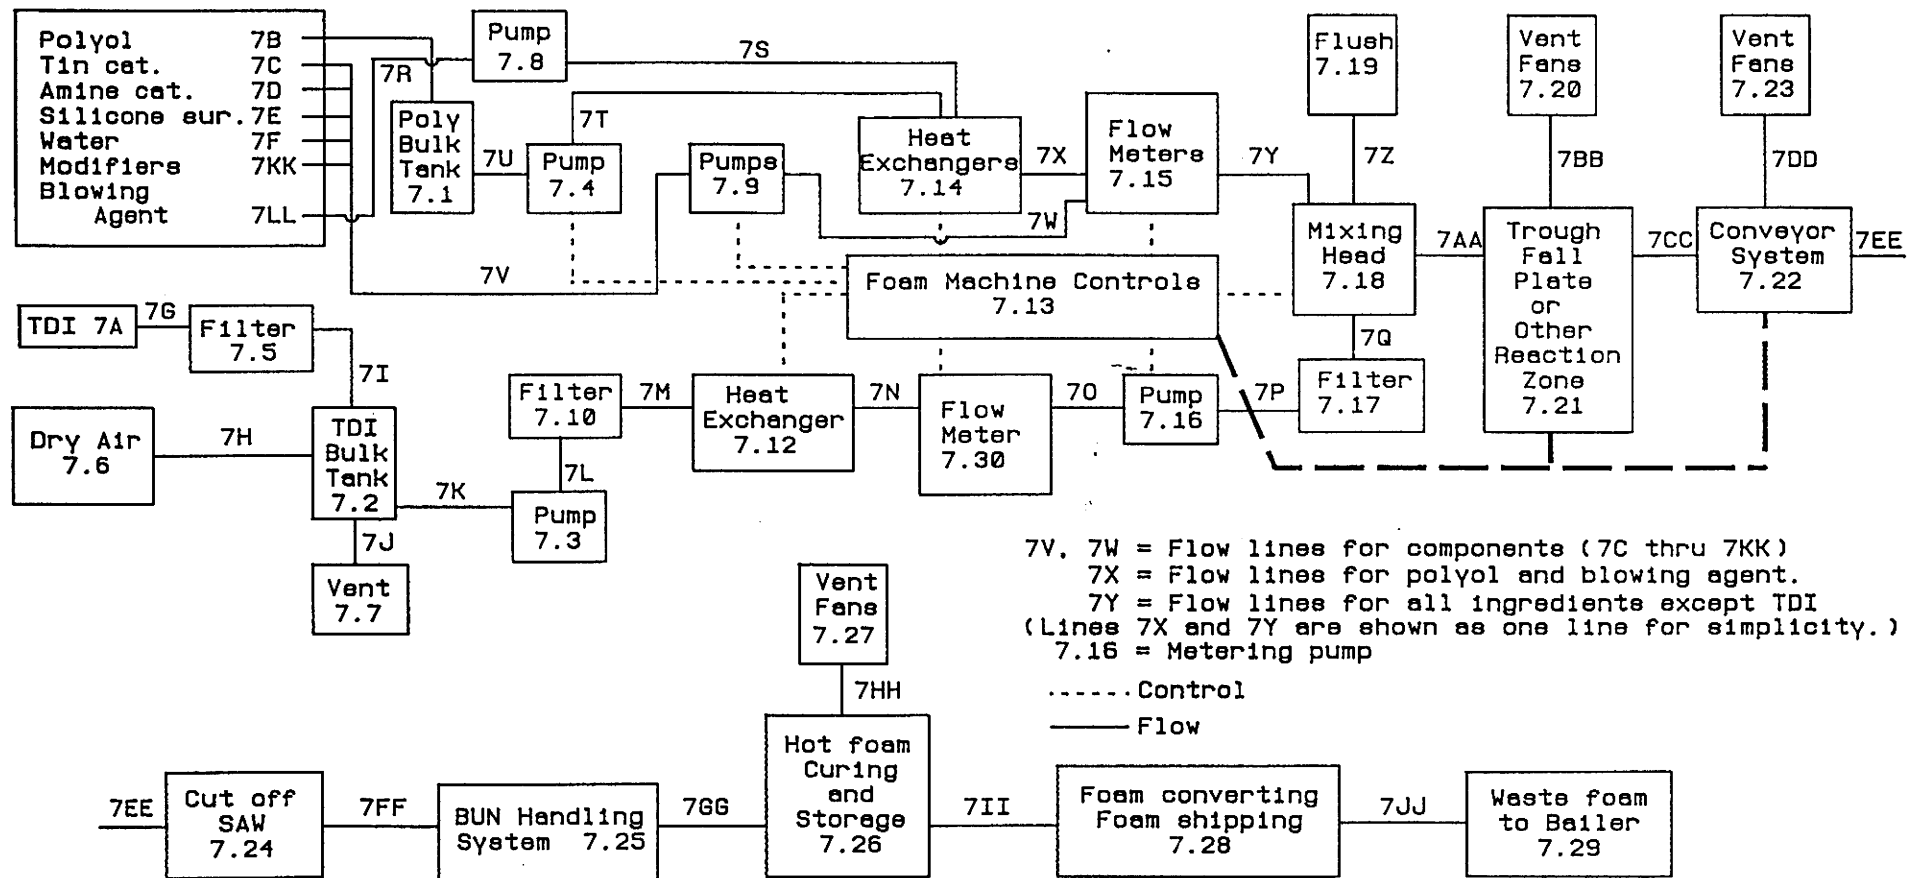 Polyol 7B
Tin cat. 7C
Amine cat. 7D
Silicone sur. 7E
Water 7F
Modifiers 7KK
Blowing
Agent 7LL
7R
Pump
7.8
7S
Poly
Bulk
Tank
7.1
7U
7T
Pump
7.4
Pumps
7.9
7V
7W
Heat
Exchangers
7.14
7X
Flow
Meters
7.15
7Y
Flush
7.19
7Z
Mixing
Head
7.18
7AA
Vent
Fans
7.20
7BB
Trough
Fall
Plate
or
Other
Reaction
Zone
7.21
7CC
Vent
Fans
7.23
7DD
Conveyor
System
7.22
7EE
Foam Machine Controls
7.13
TDI 7A
7G
Filter
7.5
7I
Dry Air
7.6
7H
TDI
Bulk
Tank
7.2
7J
Vent
7.7
7K
Pump
7.3
7L
Filter
7.10
7M
Heat
Exchanger
7.12
7N
Flow
Meter
7.30
7O
Pump
7.16
7P
Filter
7.17
7Q
7V, 7W = Flow lines for components (7C thru 7KK)
7X = Flow lines for polyol and blowing agent.
7Y = Flow lines for all ingredients except TDI
(Lines 7X and 7Y are shown as one line for simplicity.)
7.16 = Metering pump
Control
Flow
7EE
Cut off
SAW
7.24
7FF
BUN Handling
System 7.25
7GG
Vent
Fans
7.27
7HH
Hot foam
Curing
and
Storage
7.26
7II
Foam converting
Foam shipping
7.28
7JJ
Waste foam
to Bailer
7.29